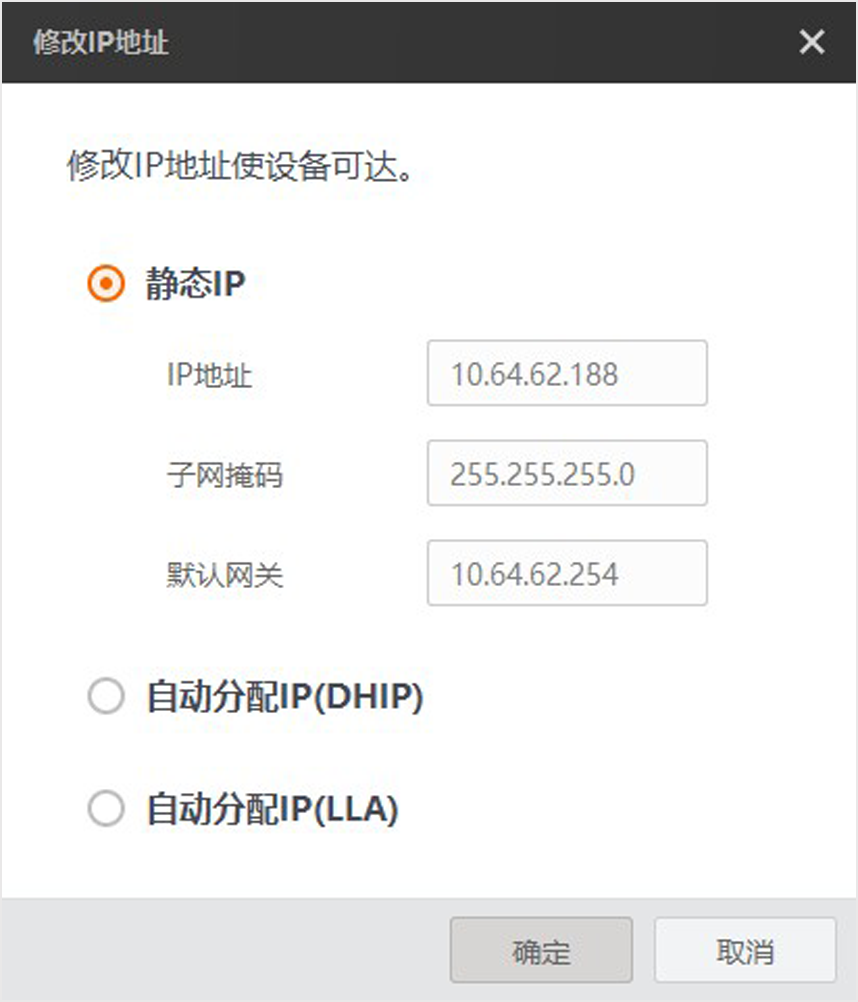 修改IP地址
修改IP地址使设备可达。
静态IP
IP地址 10.64.62.188
子网掩码 255.255.255.0
默认网关 10.64.62.254
自动分配IP(DHIP)
自动分配IP(LLA)
确定 取消